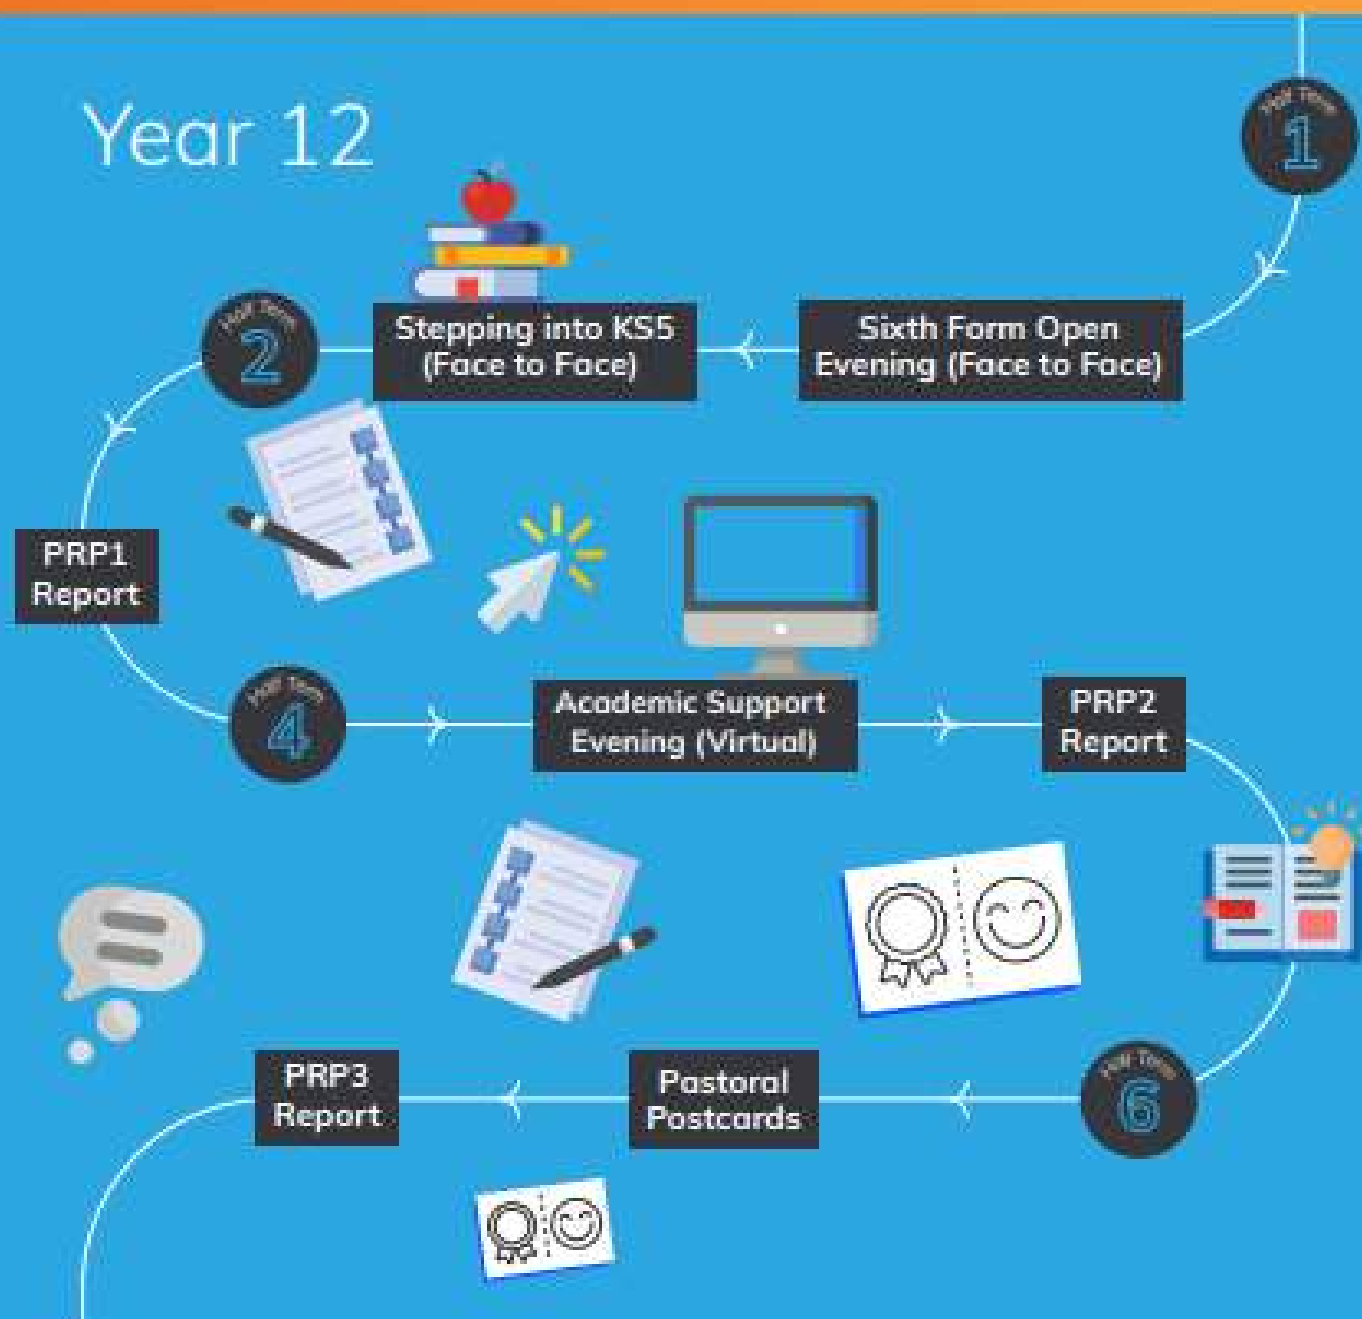 Year 12
Half Term
1
Sixth Form Open
Evening (Face to Face)
Stepping into KS5
(Face to Face)
Half Term
2
PRP1
Report
Half Term
4
Academic Support
Evening (Virtual)
PRP2
Report
Half Term
6
Pastoral
Postcards
PRP3
Report